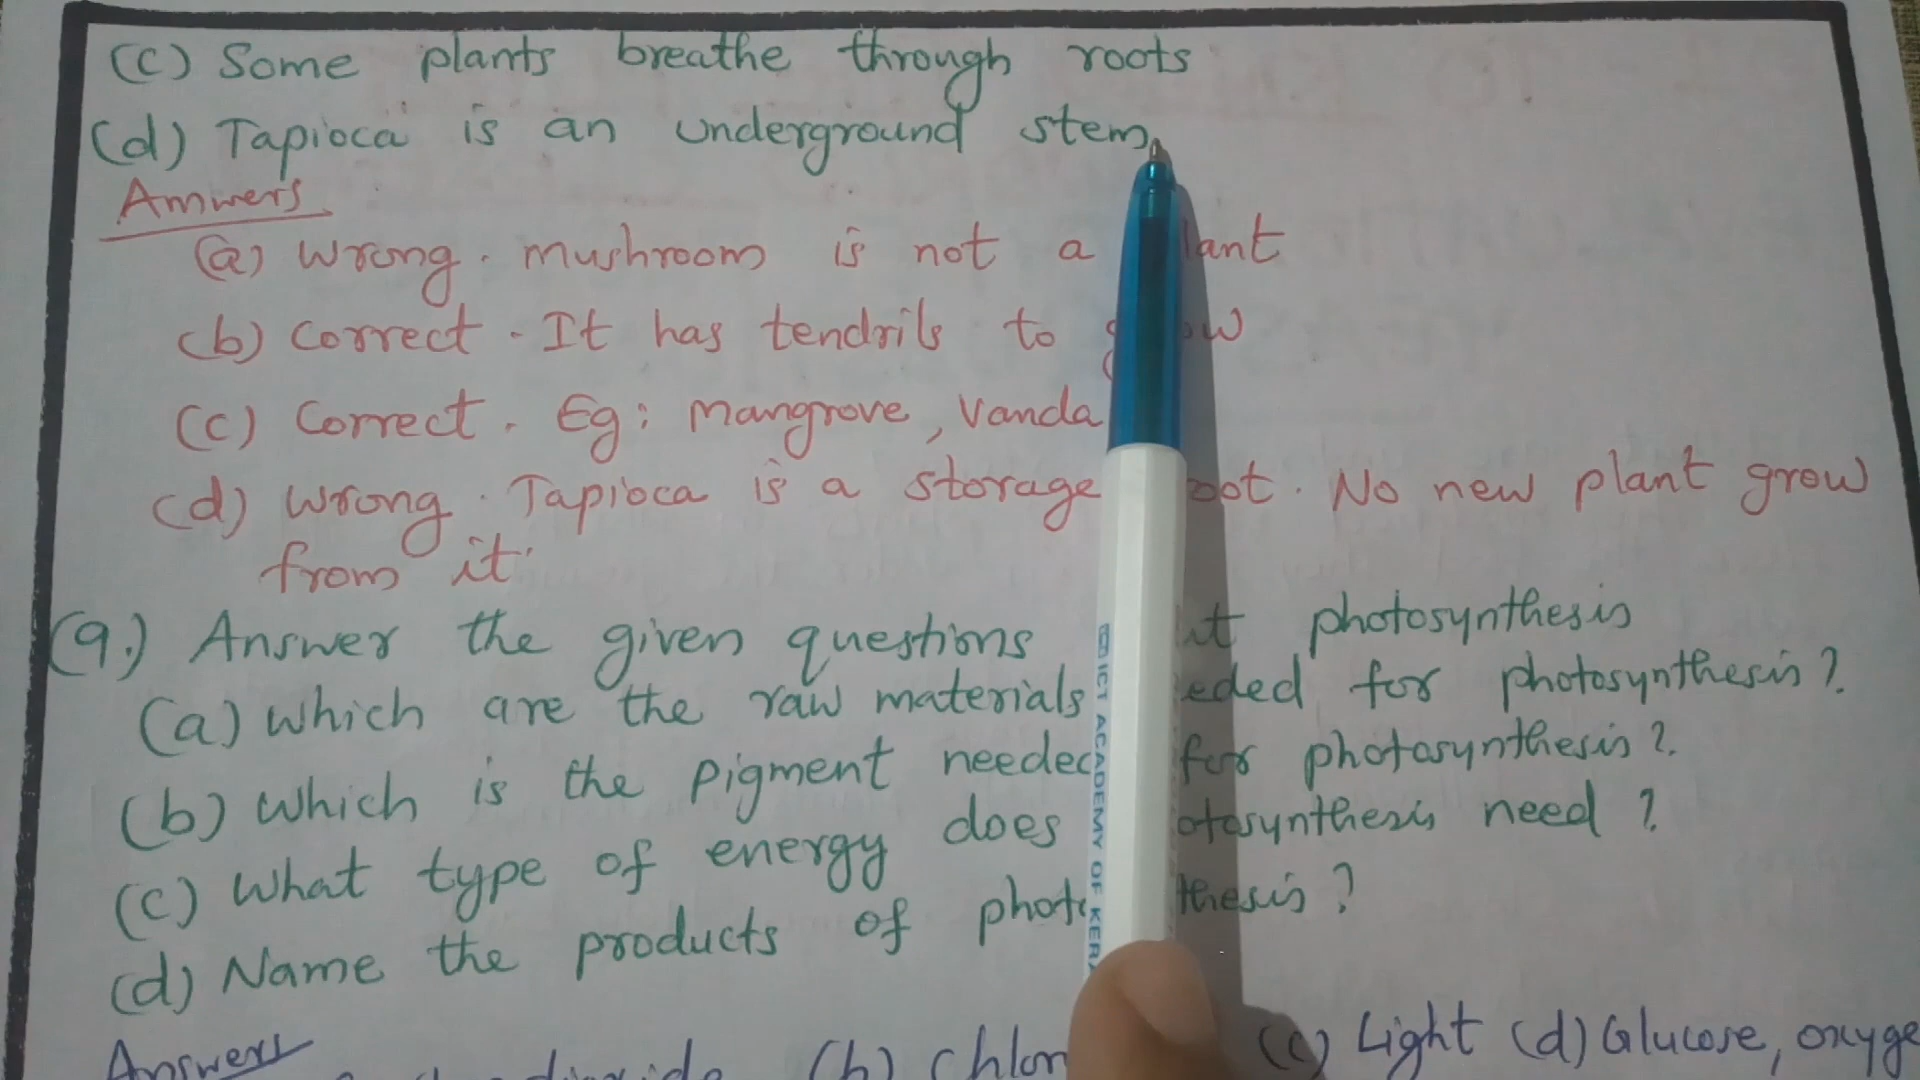 (c) Some plants breathe through roots
(d) Tapioca is an underground stem
Answers
(a) Wrong. mushroom is not a lant
(b) Correct. It has tendrils to ow
(c) Correct. Eg: Mangrove, Vanda
(d) Wrong. Tapioca is a storage oot. No new plant grow
from it.
(9.) Answer the given questions ut photosynthesis
(a) Which are the raw materials eded for photosynthesis?
(b) Which is the pigment neede for photosynthesis?
(c) What type of energy does otosynthesis need?
(d) Name the products of phot thesis?
Answers (b) Chlor (c) Light (d) Glucose, oxyge
ICT ACADEMY OF KERA